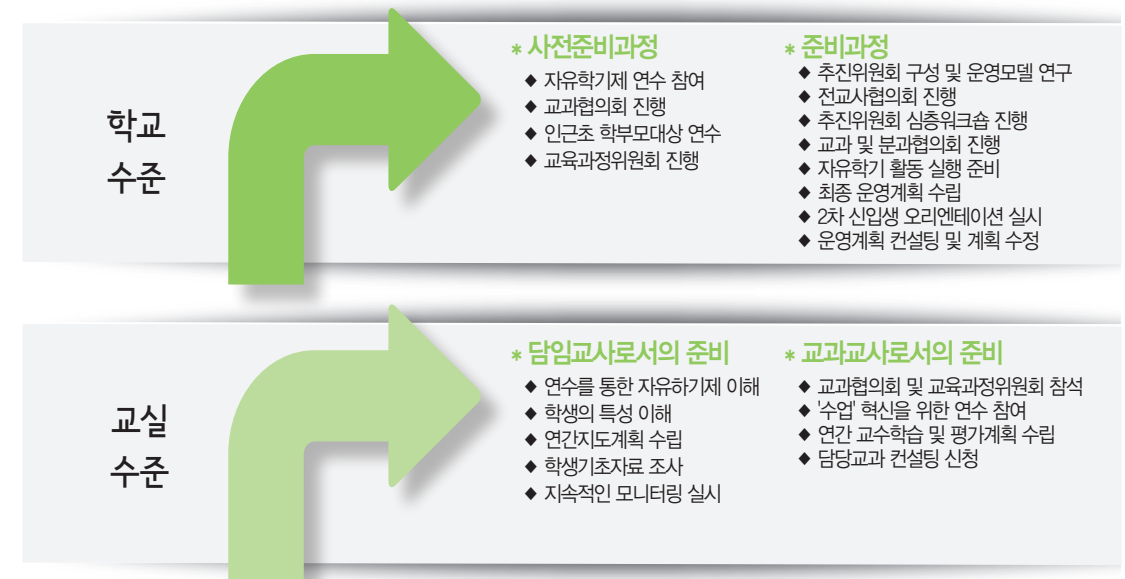 학교
수준
* 사전준비과정
◆ 자유학기제 연수 참여
◆ 교과협의회 진행
◆ 인근초 학부모대상 연수
◆ 교육과정위원회 진행
* 준비과정
◆ 추진위원회 구성 및 운영모델 연구
◆ 전교사협의회 진행
◆ 추진위원회 심층워크숍 진행
◆ 교과 및 분과협의회 진행
◆ 자유학기 활동 실행 준비
◆ 최종 운영계획 수립
◆ 2차 신입생 오리엔테이션 실시
◆ 운영계획 컨설팅 및 계획 수정
교실
수준
* 담임교사로서의 준비
◆ 연수를 통한 자유하기제 이해
◆ 학생의 특성 이해
◆ 연간지도계획 수립
◆ 학생기초자료 조사
◆ 지속적인 모니터링 실시
* 교과교사로서의 준비
◆ 교과협의회 및 교육과정위원회 참석
◆ '수업' 혁신을 위한 연수 참여
◆ 연간 교수학습 및 평가계획 수립
◆ 담당교과 컨설팅 신청